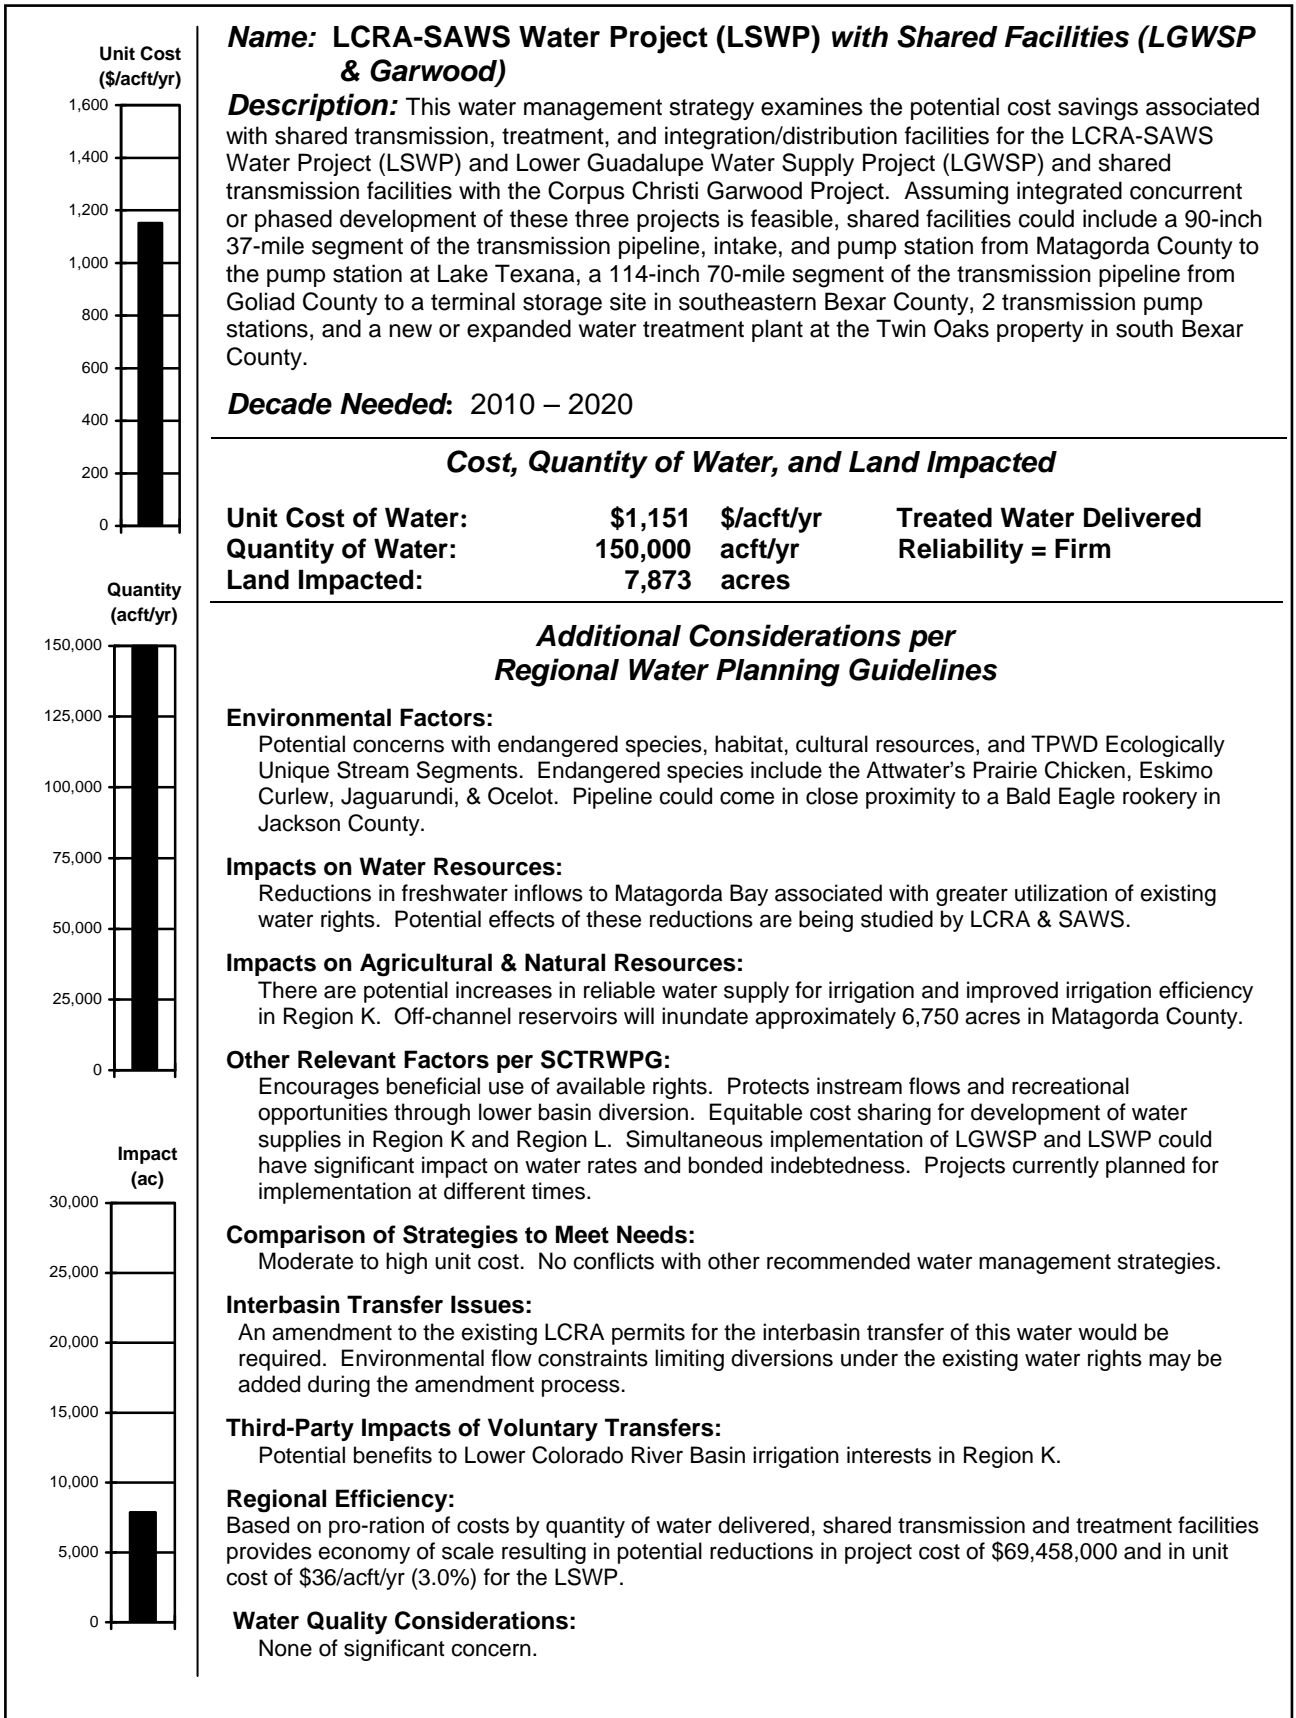 Unit Cost
($/acft/yr)
1,600
1,400
1,200
1,000
800
600
400
200
0
Quantity
(acft/yr)
150,000
125,000
100,000
75,000
50,000
25,000
0
Impact
(ac)
30,000
25,000
20,000
15,000
10,000
5,000
0
Name: LCRA-SAWS Water Project (LSWP) with Shared Facilities (LGWSP
& Garwood)
Description: This water management strategy examines the potential cost savings associated
with shared transmission, treatment, and integration/distribution facilities for the LCRA-SAWS
Water Project (LSWP) and Lower Guadalupe Water Supply Project (LGWSP) and shared
transmission facilities with the Corpus Christi Garwood Project. Assuming integrated concurrent
or phased development of these three projects is feasible, shared facilities could include a 90-inch
37-mile segment of the transmission pipeline, intake, and pump station from Matagorda County to
the pump station at Lake Texana, a 114-inch 70-mile segment of the transmission pipeline from
Goliad County to a terminal storage site in southeastern Bexar County, 2 transmission pump
stations, and a new or expanded water treatment plant at the Twin Oaks property in south Bexar
County.
Decade Needed: 2010 – 2020
Cost, Quantity of Water, and Land Impacted
Unit Cost of Water: $1,151 $/acft/yr Treated Water Delivered
Quantity of Water: 150,000 acft/yr Reliability = Firm
Land Impacted: 7,873 acres
Additional Considerations per
Regional Water Planning Guidelines
Environmental Factors:
Potential concerns with endangered species, habitat, cultural resources, and TPWD Ecologically
Unique Stream Segments. Endangered species include the Attwater's Prairie Chicken, Eskimo
Curlew, Jaguarundi, & Ocelot. Pipeline could come in close proximity to a Bald Eagle rookery in
Jackson County.
Impacts on Water Resources:
Reductions in freshwater inflows to Matagorda Bay associated with greater utilization of existing
water rights. Potential effects of these reductions are being studied by LCRA & SAWS.
Impacts on Agricultural & Natural Resources:
There are potential increases in reliable water supply for irrigation and improved irrigation efficiency
in Region K. Off-channel reservoirs will inundate approximately 6,750 acres in Matagorda County.
Other Relevant Factors per SCTRWPG:
Encourages beneficial use of available rights. Protects instream flows and recreational
opportunities through lower basin diversion. Equitable cost sharing for development of water
supplies in Region K and Region L. Simultaneous implementation of LGWSP and LSWP could
have significant impact on water rates and bonded indebtedness. Projects currently planned for
implementation at different times.
Comparison of Strategies to Meet Needs:
Moderate to high unit cost. No conflicts with other recommended water management strategies.
Interbasin Transfer Issues:
An amendment to the existing LCRA permits for the interbasin transfer of this water would be
required. Environmental flow constraints limiting diversions under the existing water rights may be
added during the amendment process.
Third-Party Impacts of Voluntary Transfers:
Potential benefits to Lower Colorado River Basin irrigation interests in Region K.
Regional Efficiency:
Based on pro-ration of costs by quantity of water delivered, shared transmission and treatment facilities
provides economy of scale resulting in potential reductions in project cost of $69,458,000 and in unit
cost of $36/acft/yr (3.0%) for the LSWP.
Water Quality Considerations:
None of significant concern.